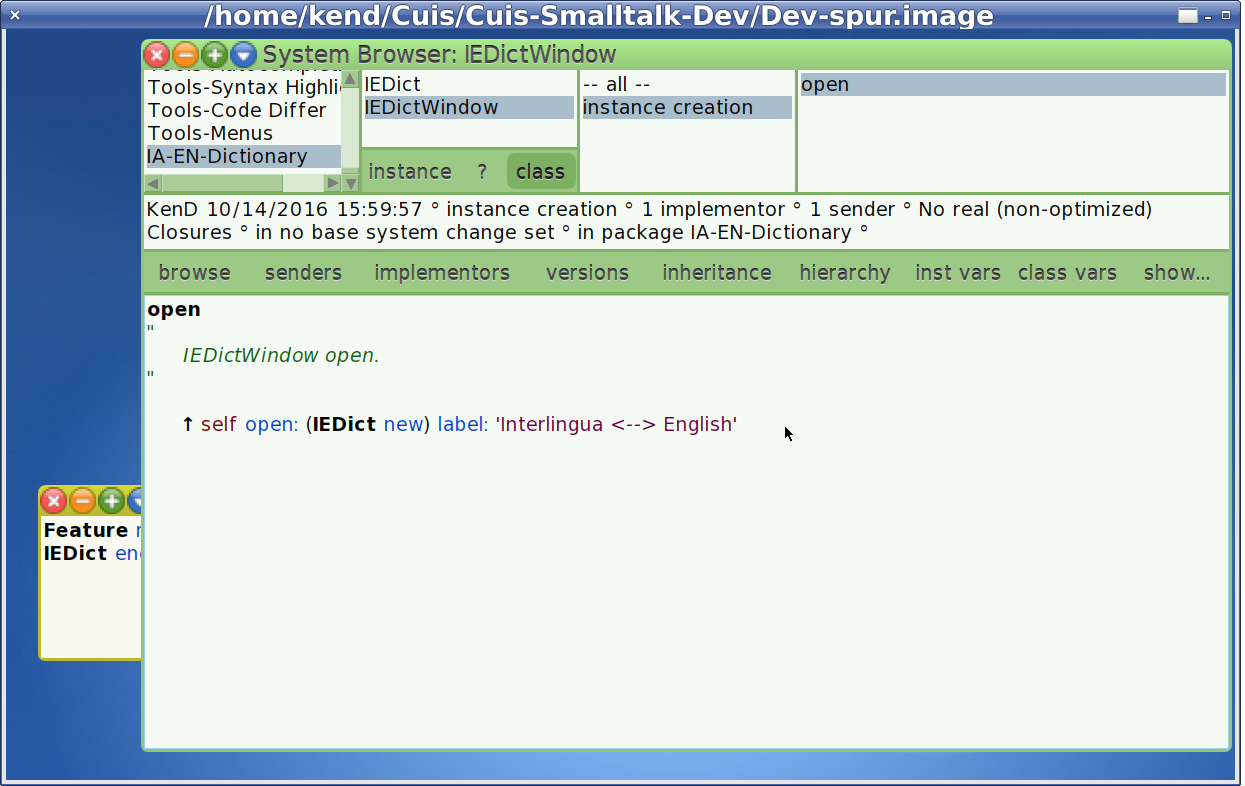 /home/kend/Cuis/Cuis-Smalltalk-Dev/Dev-spur.image
System Browser: IEDictWindow
Tools-Syntax Highli
Tools-Code Differ
Tools-Menus
IA-EN-Dictionary
IEDict
IEDictWindow
instance ? class
-- all --
instance creation
open
KenD 10/14/2016 15:59:57 ° instance creation ° 1 implementor ° 1 sender ° No real (non-optimized)
Closures ° in no base system change set ° in package IA-EN-Dictionary °
browse senders implementors versions inheritance hierarchy inst vars class vars show...
open
"
IEDictWindow open.
"
↑ self open: (IEDict new) label: 'Interlingua <--> English'
Feature
IEDict en